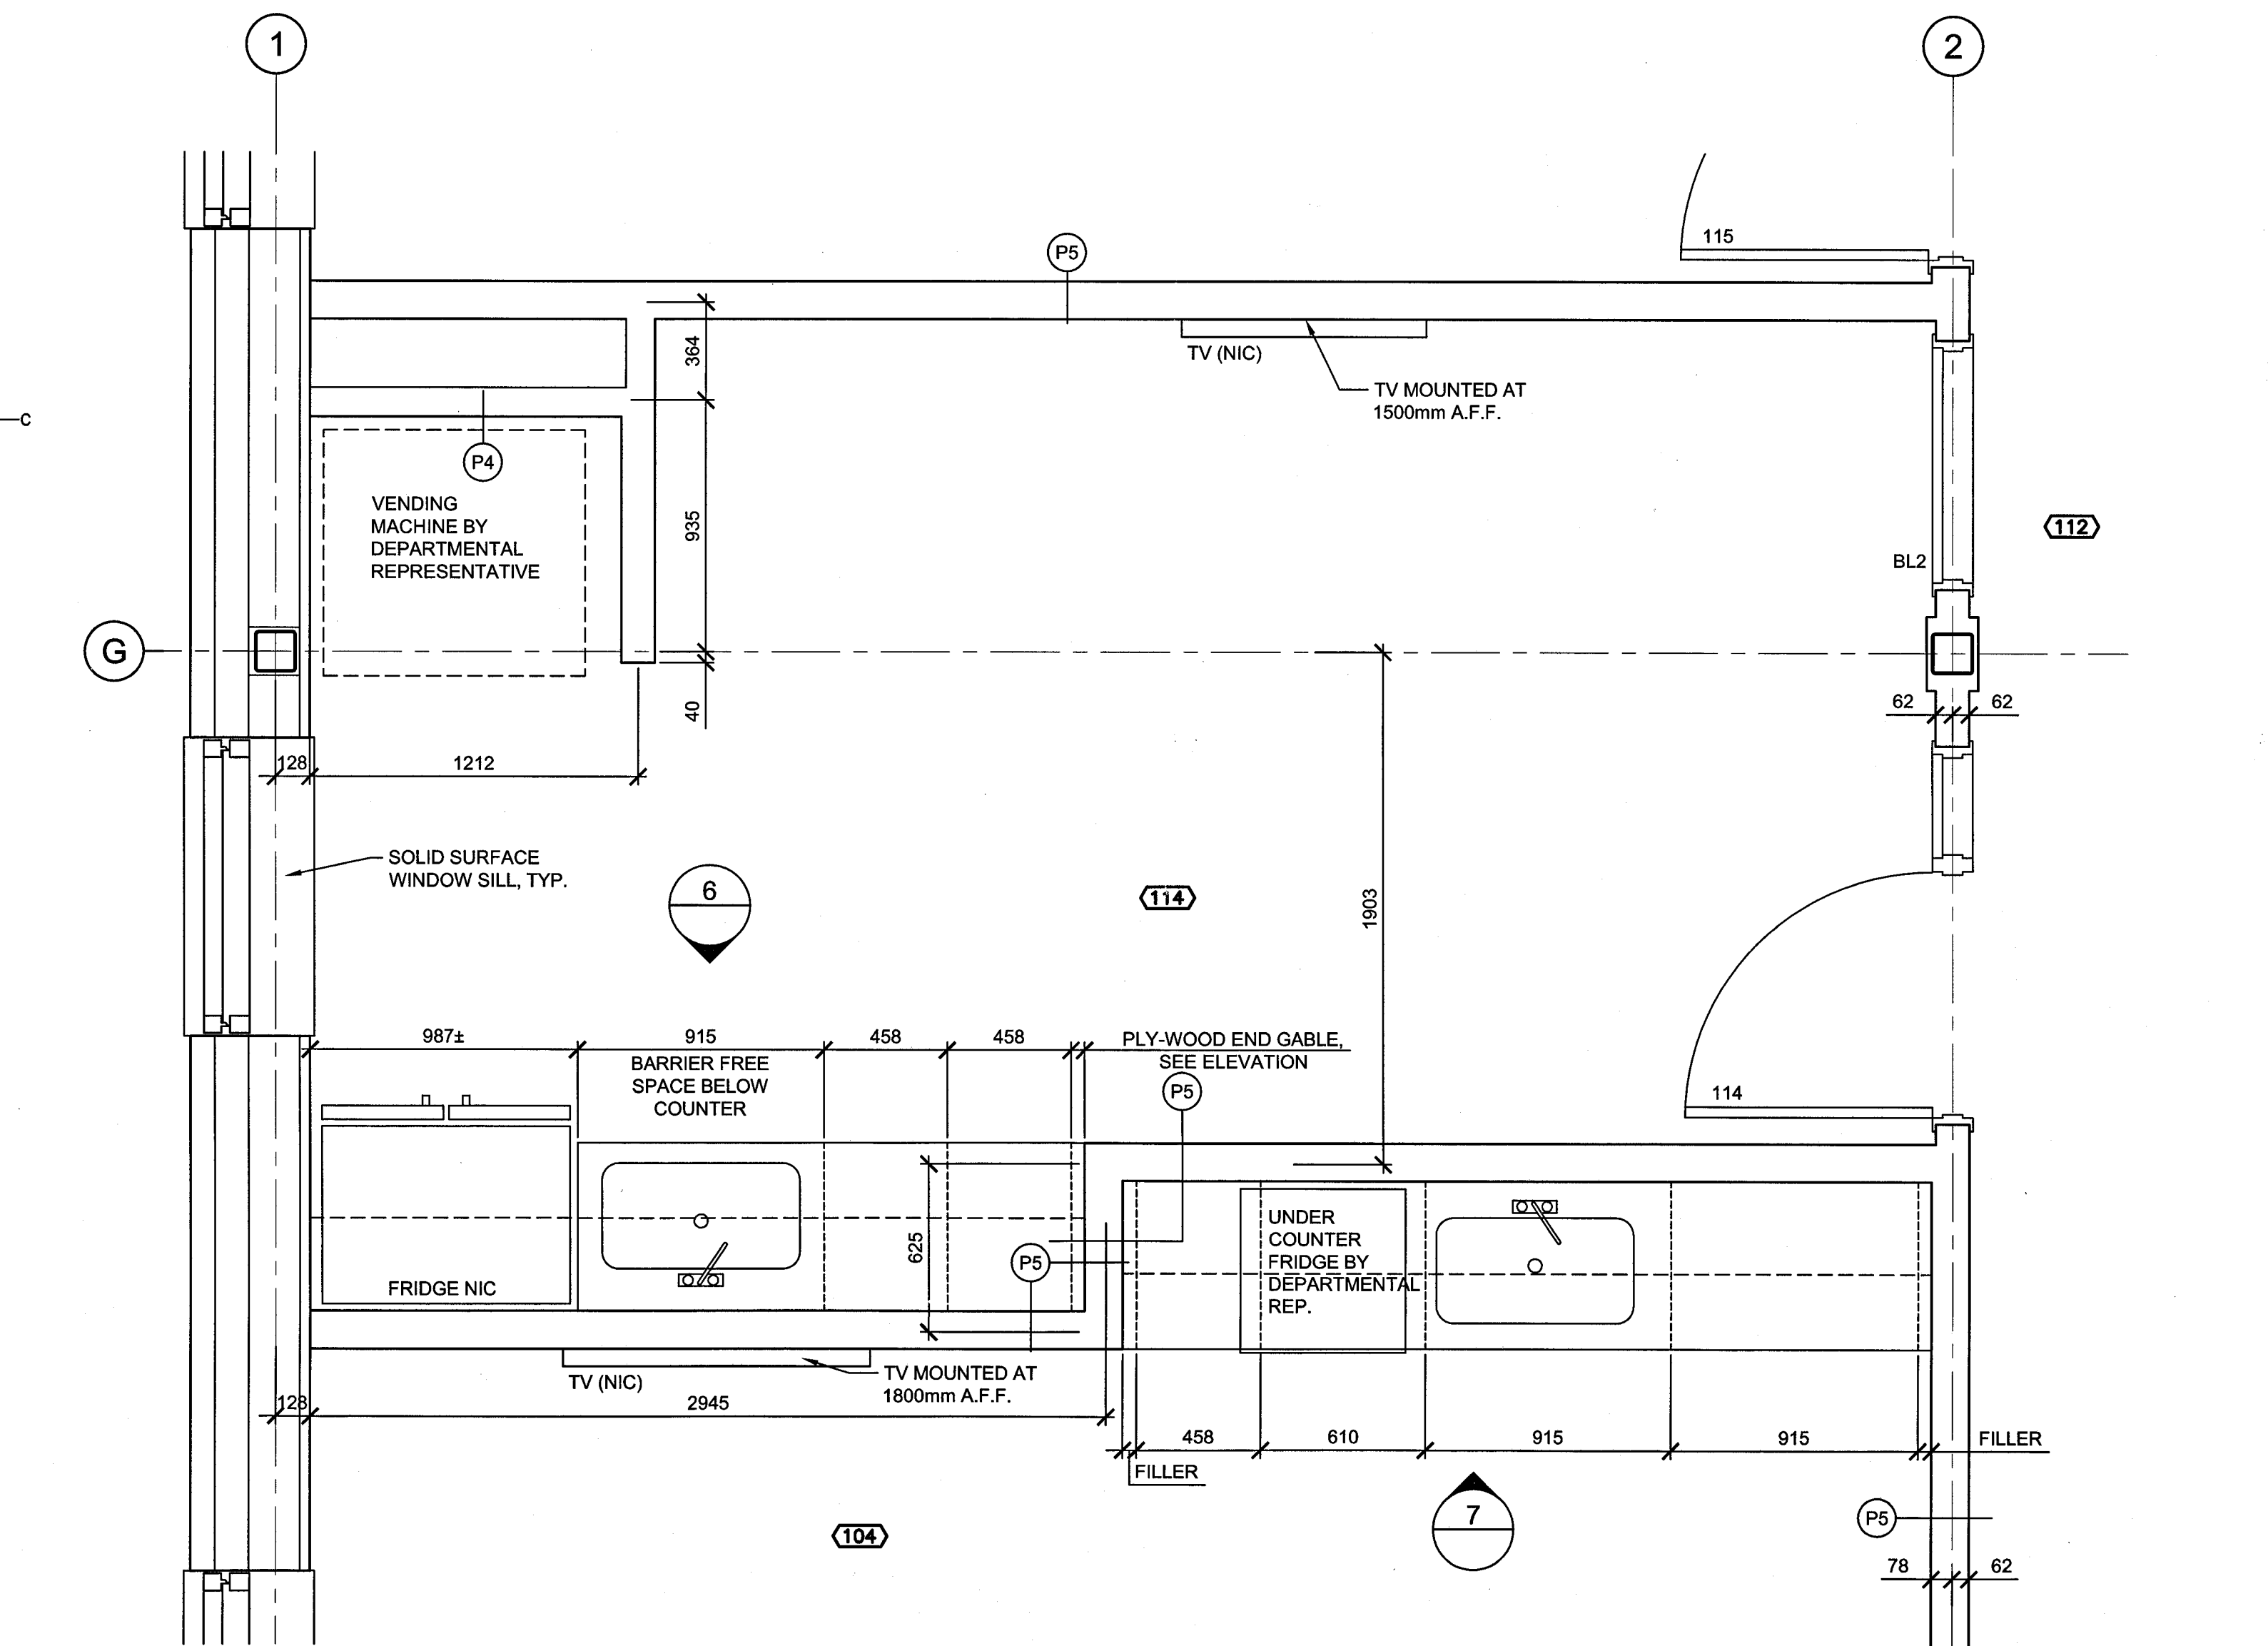 1
2
115
P5
364
TV (NIC)
TV MOUNTED AT
1500mm A.F.F.
C
P4
VENDING
MACHINE BY
DEPARTMENTAL
REPRESENTATIVE
935
112
BL2
G
40
62
62
128
1212
SOLID SURFACE
WINDOW SILL, TYP.
6
114
1903
987±
915
458
458
PLY-WOOD END GABLE,
SEE ELEVATION
BARRIER FREE
SPACE BELOW
COUNTER
P5
114
625
P5
UNDER
COUNTER
FRIDGE BY
DEPARTMENTAL
REP.
FRIDGE NIC
TV (NIC)
TV MOUNTED AT
1800mm A.F.F.
128
2945
458
610
915
915
FILLER
FILLER
7
104
P5
78
62